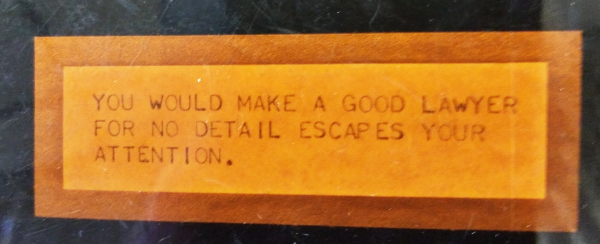 YOU WOULD MAKE A GOOD LAWYER
FOR NO DETAIL ESCAPES YOUR
ATTENTION.